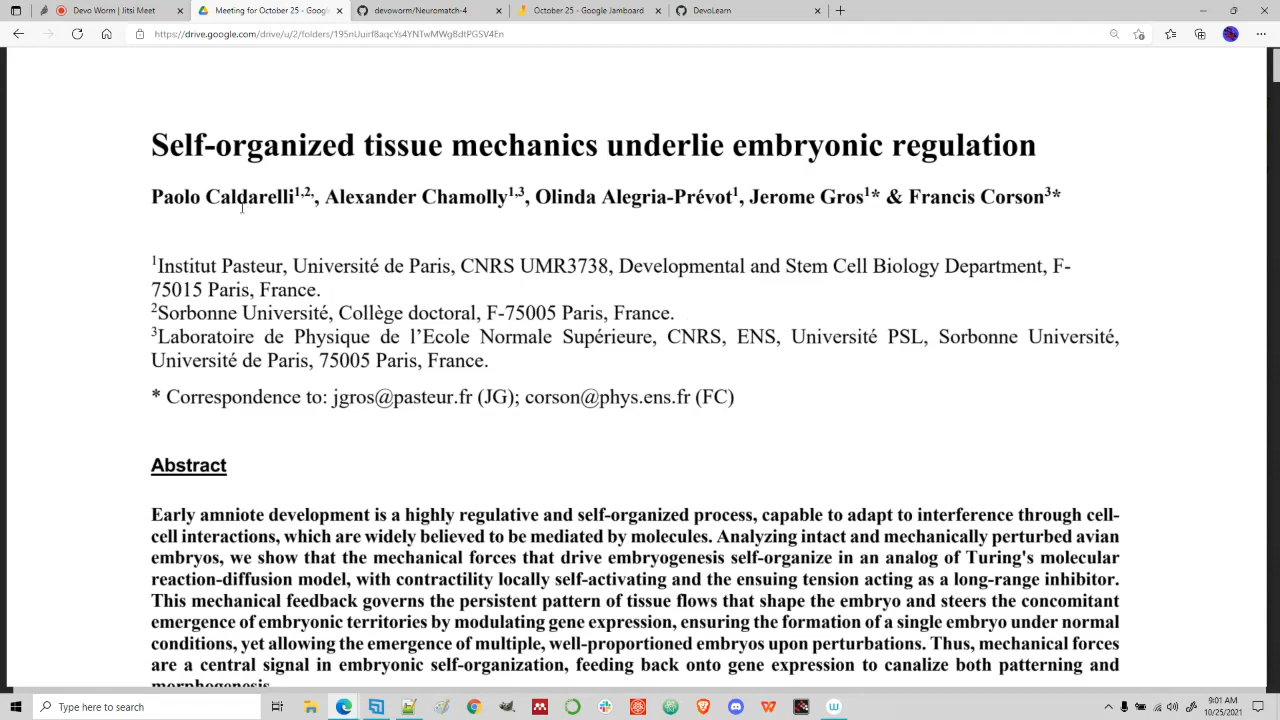 Devo Worm Jitsi Meet
Meeting for October 25 - Google
devoworm/Neuromatch-4
October 25 - Google Jamboard
DevoLearn
https://drive.google.com/drive/u/2/folders/195nUuirf8aqcYs4YNTwMWgBdtPGSV4En
Self-organized tissue mechanics underlie embryonic regulation
Paolo Caldarelli1,2,, Alexander Chamolly1,3, Olinda Alegria-Prévot1, Jerome Gros1* & Francis Corson3*
1Institut Pasteur, Université de Paris, CNRS UMR3738, Developmental and Stem Cell Biology Department, F-
75015 Paris, France.
2Sorbonne Université, Collège doctoral, F-75005 Paris, France.
3Laboratoire de Physique de l’Ecole Normale Supérieure, CNRS, ENS, Université PSL, Sorbonne Université,
Université de Paris, 75005 Paris, France.
* Correspondence to: jgros@pasteur.fr (JG); corson@phys.ens.fr (FC)
Abstract
Early amniote development is a highly regulative and self-organized process, capable to adapt to interference through cell-
cell interactions, which are widely believed to be mediated by molecules. Analyzing intact and mechanically perturbed avian
embryos, we show that the mechanical forces that drive embryogenesis self-organize in an analog of Turing's molecular
reaction-diffusion model, with contractility locally self-activating and the ensuing tension acting as a long-range inhibitor.
This mechanical feedback governs the persistent pattern of tissue flows that shape the embryo and steers the concomitant
emergence of embryonic territories by modulating gene expression, ensuring the formation of a single embryo under normal
conditions, yet allowing the emergence of multiple, well-proportioned embryos upon perturbations. Thus, mechanical forces
are a central signal in embryonic self-organization, feeding back onto gene expression to canalize both patterning and
morphogenesis.
Type here to search
9:01 AM
10/25/2021